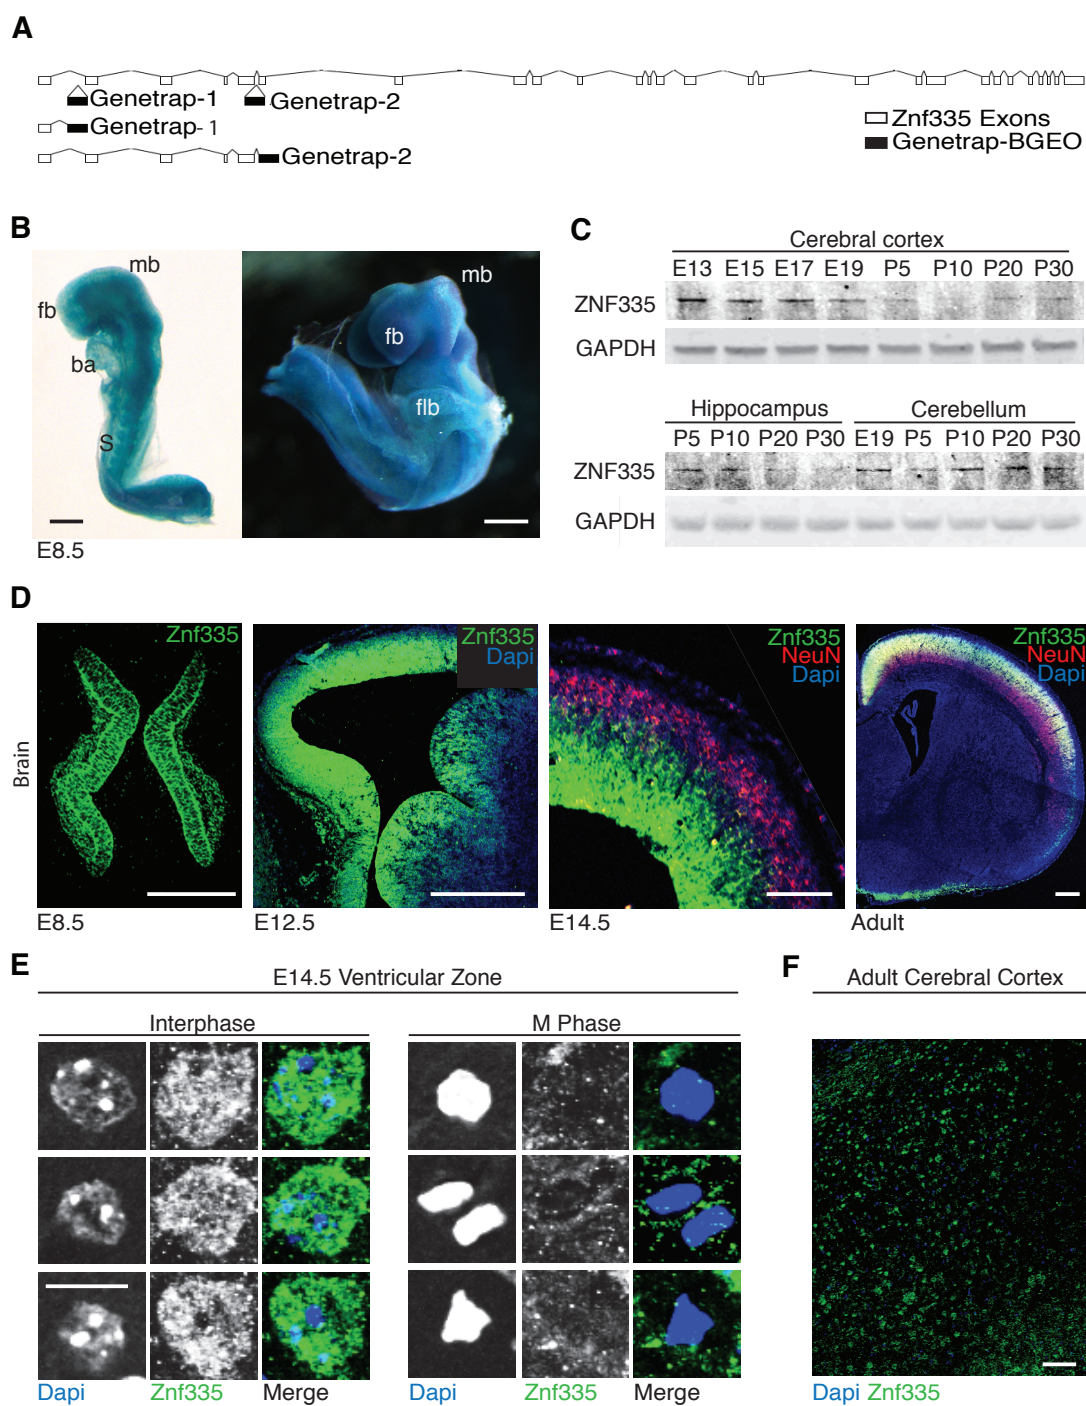 A
Genetrap-1
Genetrap-2
Genetrap-1
Genetrap-2
Znf335 Exons
Genetrap-BGEO
B
mb
fb
ba
S
E8.5
mb
fb
flb
C
Cerebral cortex
E13 E15 E17 E19 P5 P10 P20 P30
ZNF335
GAPDH
Hippocampus Cerebellum
P5 P10 P20 P30 E19 P5 P10 P20 P30
ZNF335
GAPDH
D
Brain
Znf335
E8.5
Znf335
Dapi
E12.5
Znf335
NeuN
Dapi
E14.5
Znf335
NeuN
Dapi
Adult
E
E14.5 Ventricular Zone
Interphase M Phase
Dapi Znf335 Merge Dapi Znf335 Merge
F
Adult Cerebral Cortex
Dapi Znf335